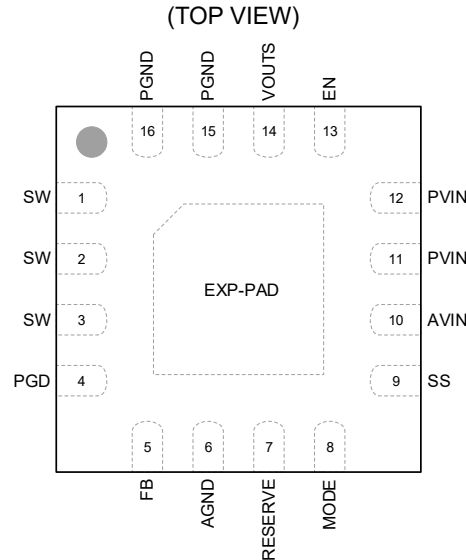 (TOP VIEW)
PGND PGND VOUTS EN
16 15 14 13
SW 1 12 PVIN
SW 2 11 PVIN
EXP-PAD
SW 3 10 AVIN
PGD 4 9 SS
5 6 7 8
FB AGND RESERVE MODE